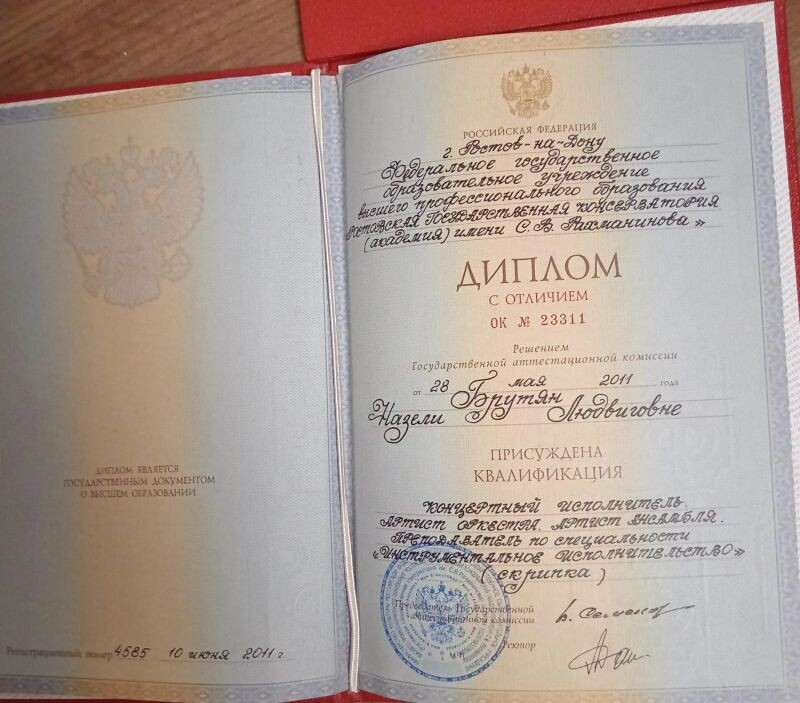 ДИПЛОМ ЯВЛЯЕТСЯ
ГОСУДАРСТВЕННЫМ ДОКУМЕНТОМ
О ВЫСШЕМ ОБРАЗОВАНИИ
Регистрационный номер 4585 10 июня 2011 г.
РОССИЙСКАЯ ФЕДЕРАЦИЯ
г. Ростов-на-Дону
Федеральное государственное
образовательное учреждение
высшего профессионального образования
РОСТОВСКАЯ ГОСУДАРСТВЕННАЯ КОНСЕРВАТОРИЯ
(академия) имени С. В. Рахманинова»
ДИПЛОМ
С ОТЛИЧИЕМ
ОК № 23311
Решением
Государственной аттестационной комиссии
от 28 мая 2011 года
Брутян
Назели Людвиговне
ПРИСУЖДЕНА
КВАЛИФИКАЦИЯ
КОНЦЕРТНЫЙ ИСПОЛНИТЕЛЬ.
АРТИСТ ОРКЕСТРА. АРТИСТ АНСАМБЛЯ.
ПРЕПОДАВАТЕЛЬ ПО СПЕЦИАЛЬНОСТИ
«ИНСТРУМЕНТАЛЬНОЕ ИСПОЛНИТЕЛЬСТВО»
(скрипка)
Председатель Государственной
аттестационной комиссии
Ректор